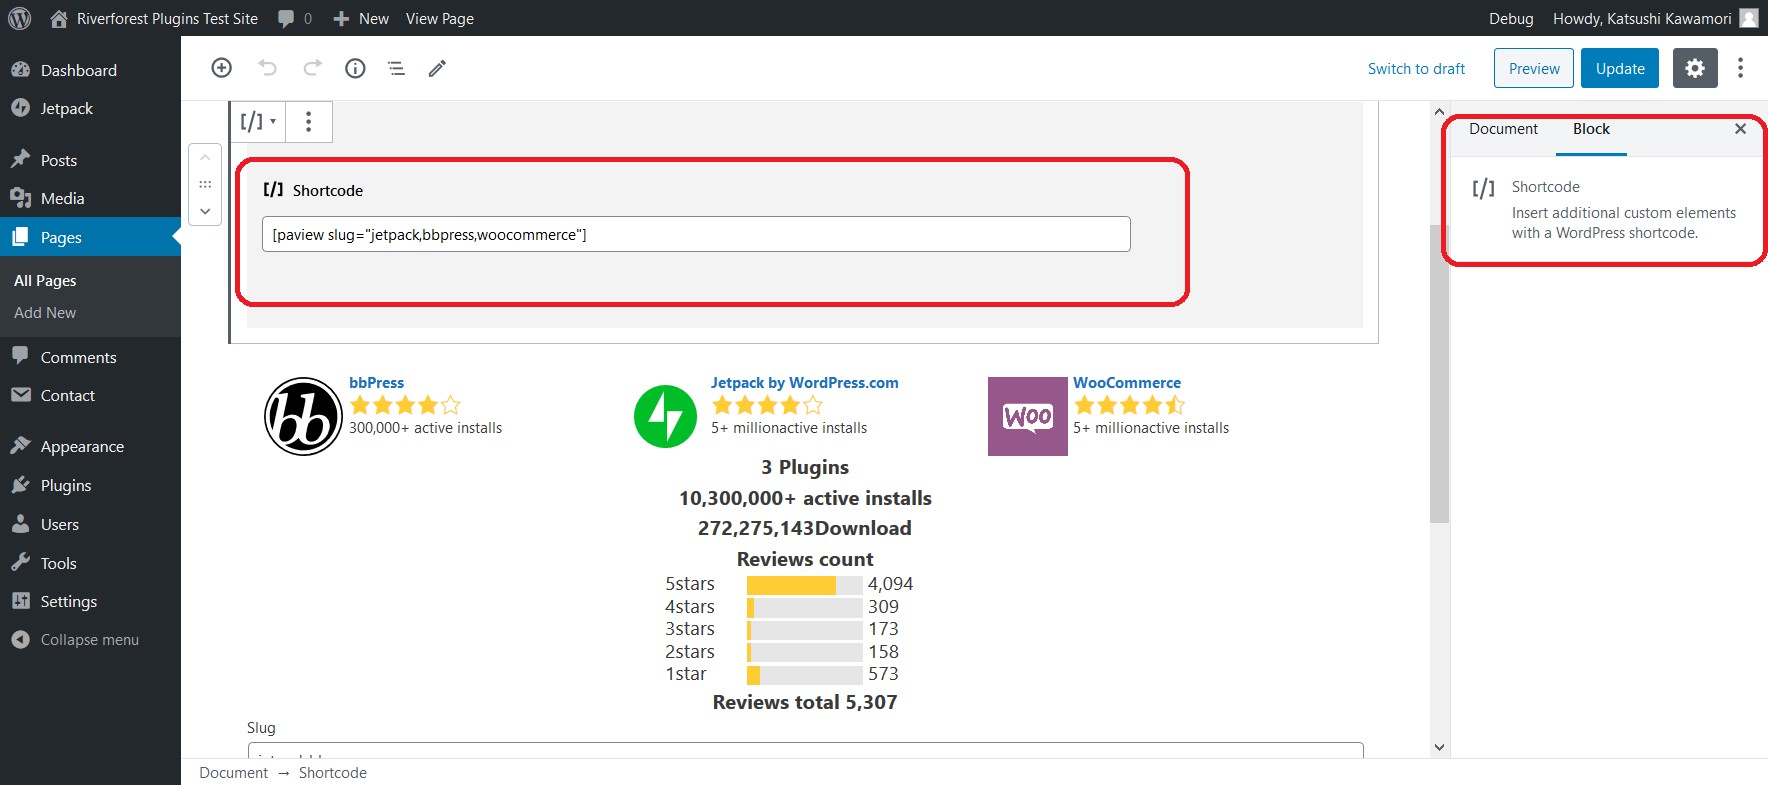 Riverforest Plugins Test Site 0 New View Page Debug Howdy, Katsushi Kawamori
Dashboard
Jetpack
Posts
Media
Pages
All Pages
Add New
Comments
Contact
Appearance
Plugins
Users
Tools
Settings
Collapse menu
Switch to draft Preview Update
[/]
[/] Shortcode
[paview slug="jetpack,bbpress,woocommerce"]
Document Block
[/] Shortcode
Insert additional custom elements
with a WordPress shortcode.
bb
bbPress
300,000+ active installs
Jetpack by WordPress.com
5+ millionactive installs
Woo
WooCommerce
5+ millionactive installs
3 Plugins
10,300,000+ active installs
272,275,143Download
Reviews count
5stars 4,094
4stars 309
3stars 173
2stars 158
1star 573
Reviews total 5,307
Slug
Document → Shortcode